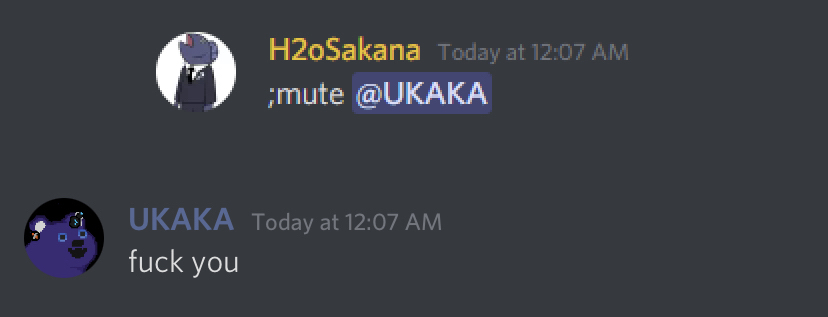 H2oSakana Today at 12:07 AM
;mute @UKAKA
UKAKA Today at 12:07 AM
fuck you